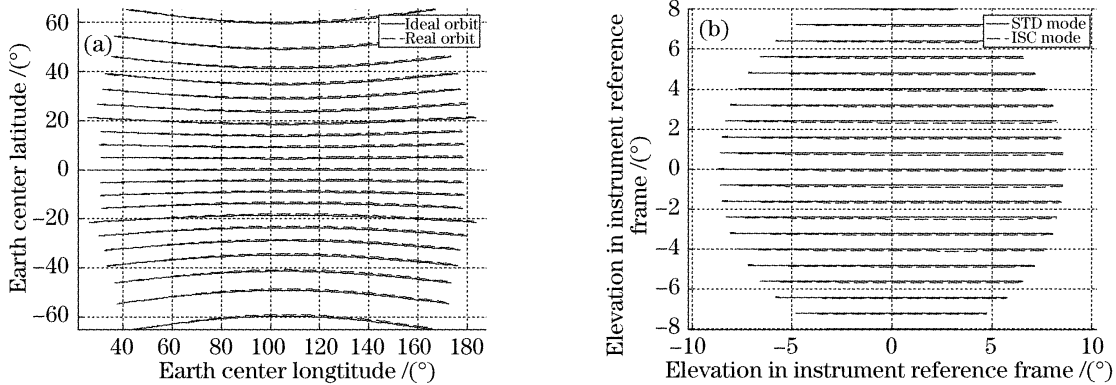 (a)
Ideal orbit
Real orbit
60
40
20
0
−20
−40
−60
40
60
80
100
120
140
160
180
Earth center latitude /(°)
Earth center longtitude /(°)
(b)
STD mode
ISC mode
8
6
4
2
0
−2
−4
−6
−8
−10
−5
0
5
10
Elevation in instrument reference
frame /(°)
Elevation in instrument reference frame /(°)